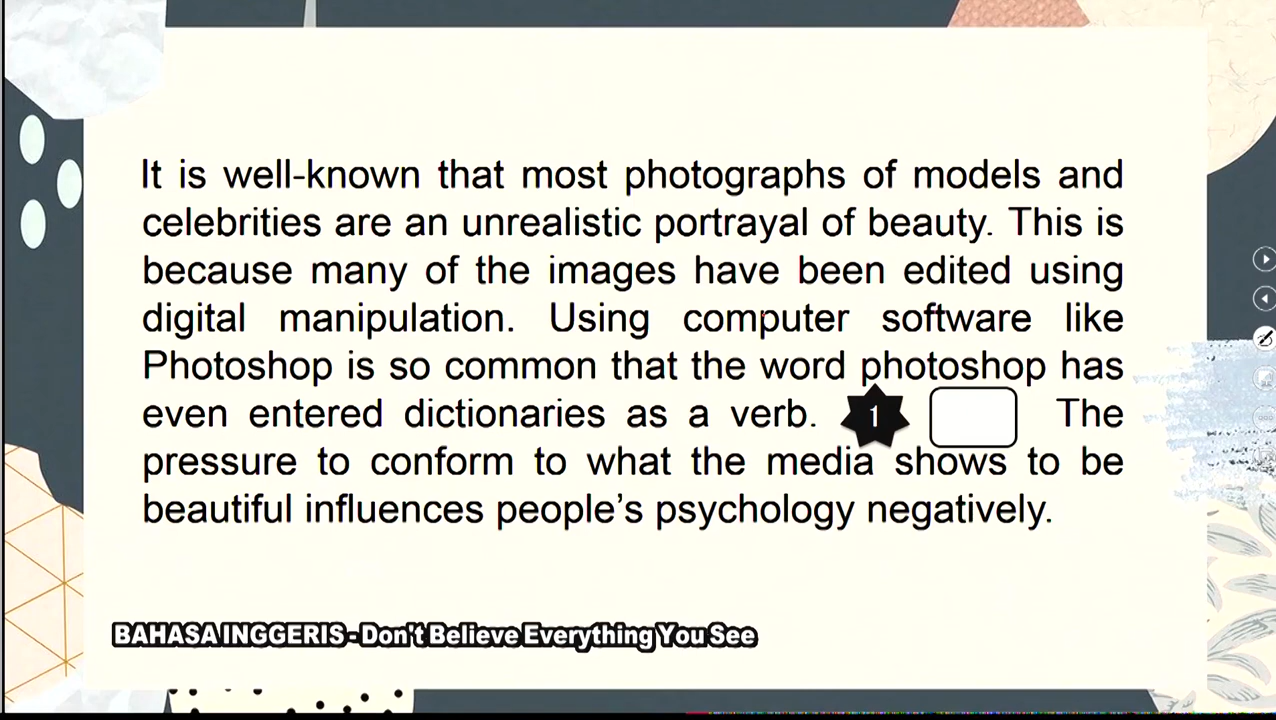 It is well-known that most photographs of models and
celebrities are an unrealistic portrayal of beauty. This is
because many of the images have been edited using
digital manipulation. Using computer software like
Photoshop is so common that the word photoshop has
even entered dictionaries as a verb. 1 The
pressure to conform to what the media shows to be
beautiful influences people's psychology negatively.
BAHASA INGGERIS - Don't Believe Everything You See